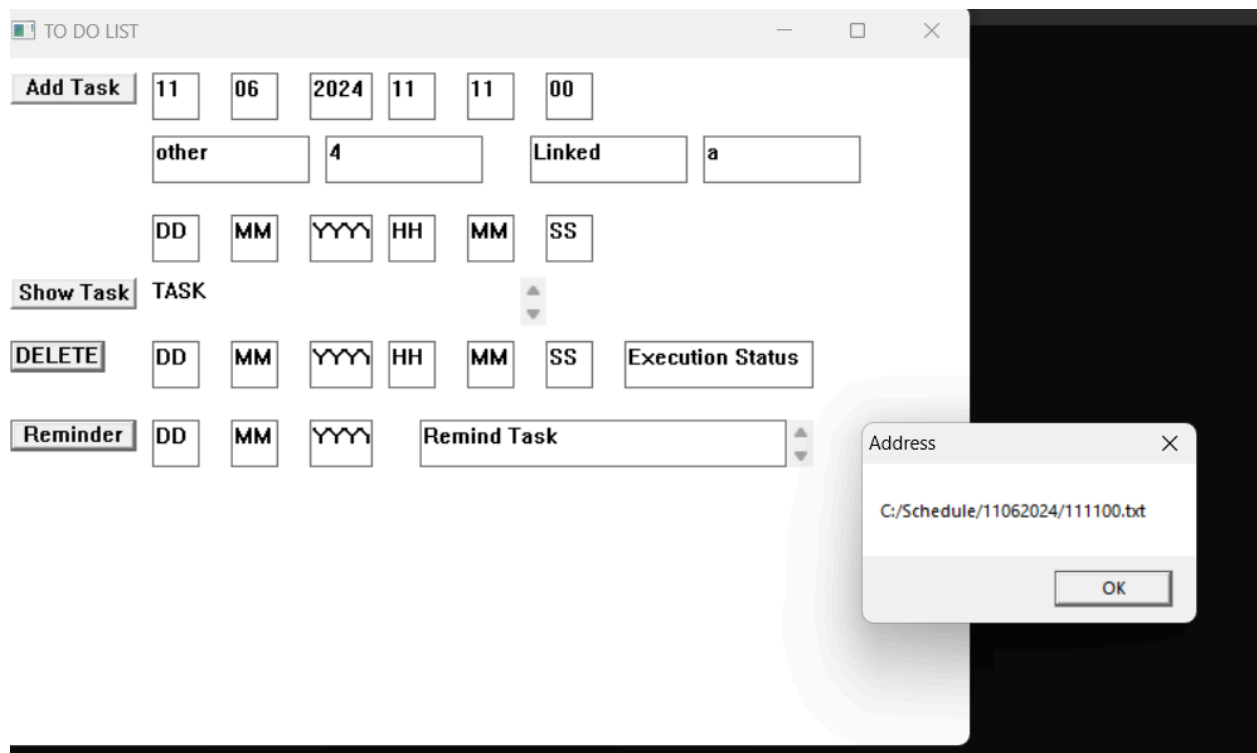 TO DO LIST
Add Task 11 06 2024 11 11 00
other 4 Linked a
DD MM YYYY HH MM SS
Show Task TASK
DELETE DD MM YYYY HH MM SS Execution Status
Reminder DD MM YYYY Remind Task
Address
C:/Schedule/11062024/111100.txt
OK